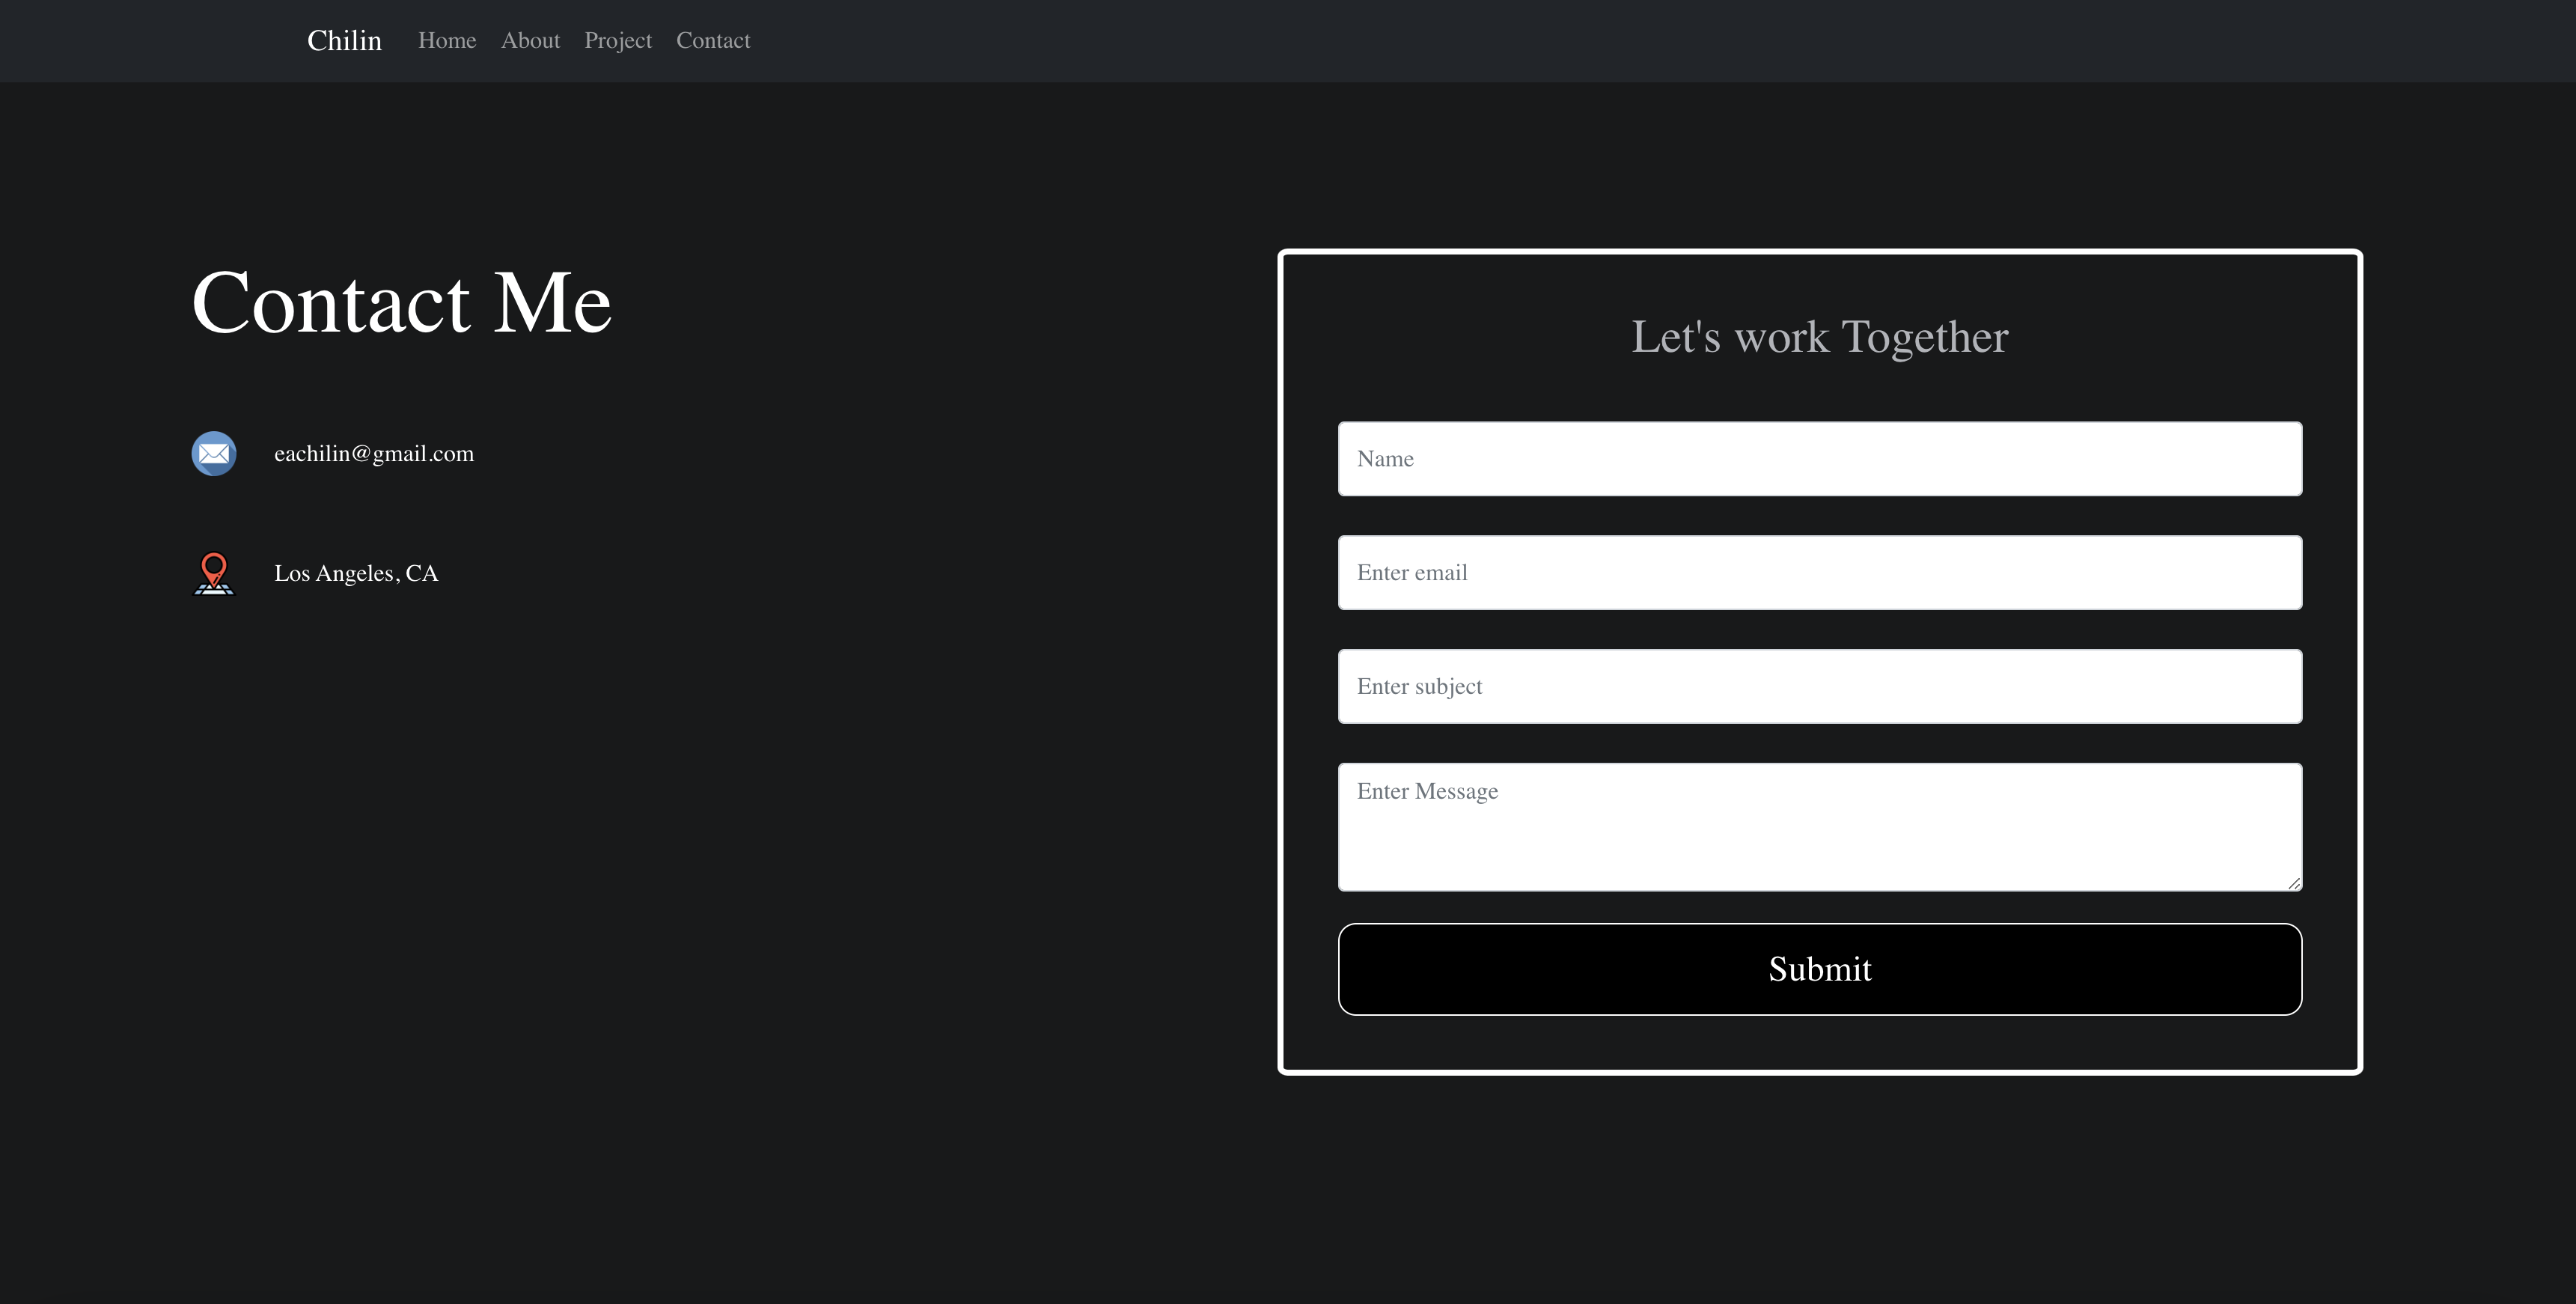 Chilin Home About Project Contact
Contact Me
eachilin@gmail.com
Los Angeles, CA
Let's work Together
Name
Enter email
Enter subject
Enter Message
Submit